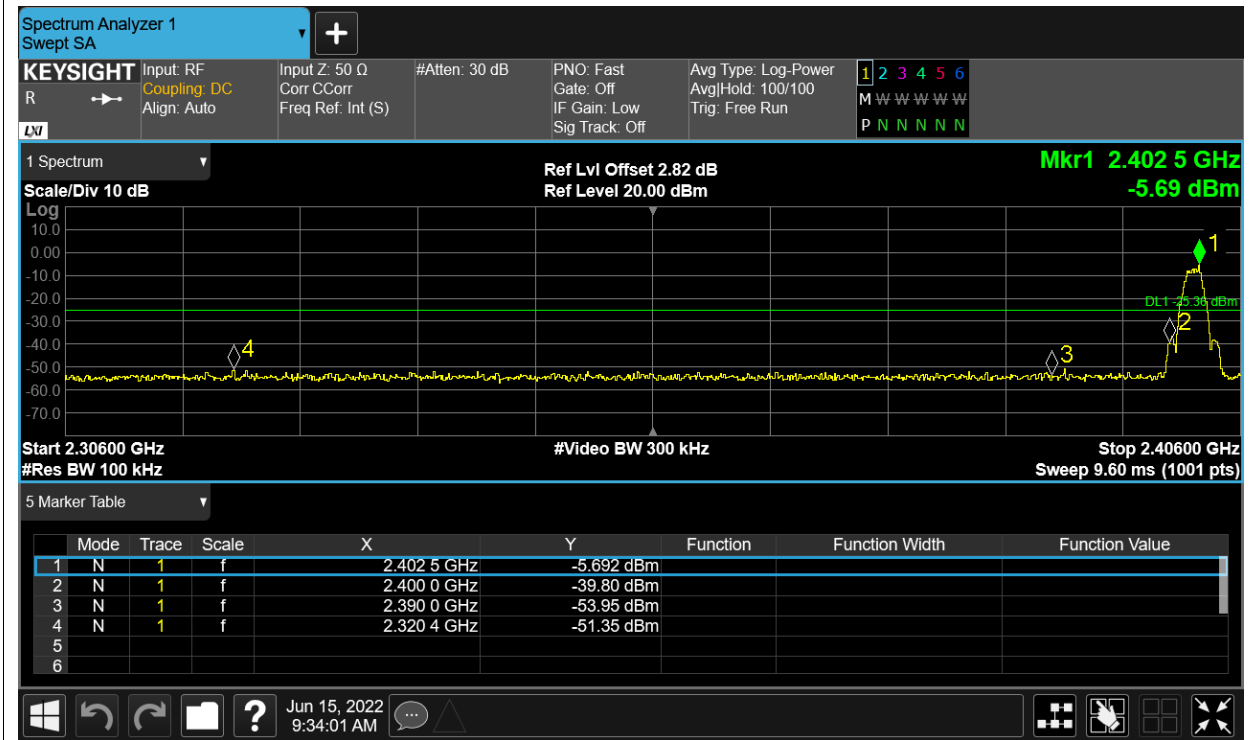 Spectrum Analyzer 1
Swept SA
+
KEYSIGHT
R
LXI
Input: RF
Coupling: DC
Align: Auto
Input Z: 50 Ω
Corr CCorr
Freq Ref: Int (S)
#Atten: 30 dB
PNO: Fast
Gate: Off
IF Gain: Low
Sig Track: Off
Avg Type: Log-Power
Avg|Hold: 100/100
Trig: Free Run
1 2 3 4 5 6
M W W W W W
P N N N N N
1 Spectrum
Scale/Div 10 dB
Ref Lvl Offset 2.82 dB
Ref Level 20.00 dBm
Mkr1 2.402 5 GHz
-5.69 dBm
Log
10.0
0.00
-10.0
-20.0
-30.0
-40.0
-50.0
-60.0
-70.0
1
DL1 -25.36 dBm
2
3
4
Start 2.30600 GHz
#Video BW 300 kHz
Stop 2.40600 GHz
#Res BW 100 kHz
Sweep 9.60 ms (1001 pts)
5 Marker Table
Mode Trace Scale X Y Function Function Width Function Value
1 N 1 f 2.402 5 GHz -5.692 dBm
2 N 1 f 2.400 0 GHz -39.80 dBm
3 N 1 f 2.390 0 GHz -53.95 dBm
4 N 1 f 2.320 4 GHz -51.35 dBm
5
6
?
Jun 15, 2022
9:34:01 AM